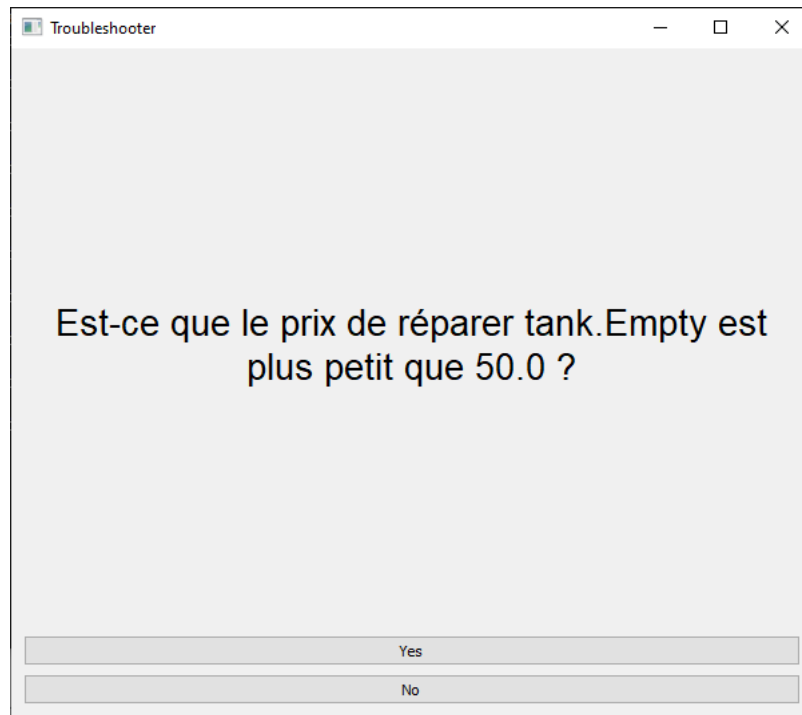 Troubleshooter
Est-ce que le prix de réparer tank.Empty est
plus petit que 50.0 ?
Yes
No